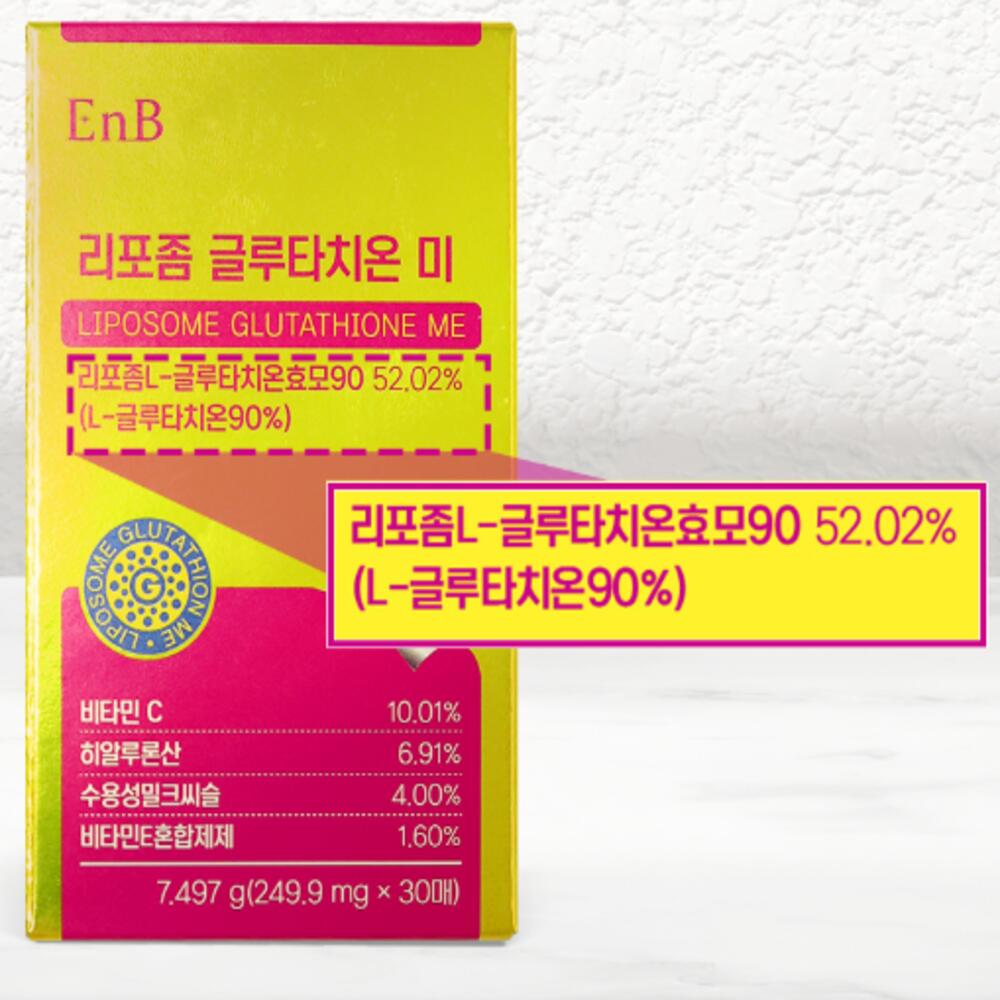 EnB
리포좀 글루타치온 미
LIPOSOME GLUTATHIONE ME
리포좀L-글루타치온효모90 52.02%
(L-글루타치온90%)
리포좀L-글루타치온효모90 52.02%
(L-글루타치온90%)
LIPOSOME GLUTATHION ME •
G
비타민 C 10.01%
히알루론산 6.91%
수용성밀크씨슬 4.00%
비타민E혼합제제 1.60%
7.497 g(249.9 mg × 30매)